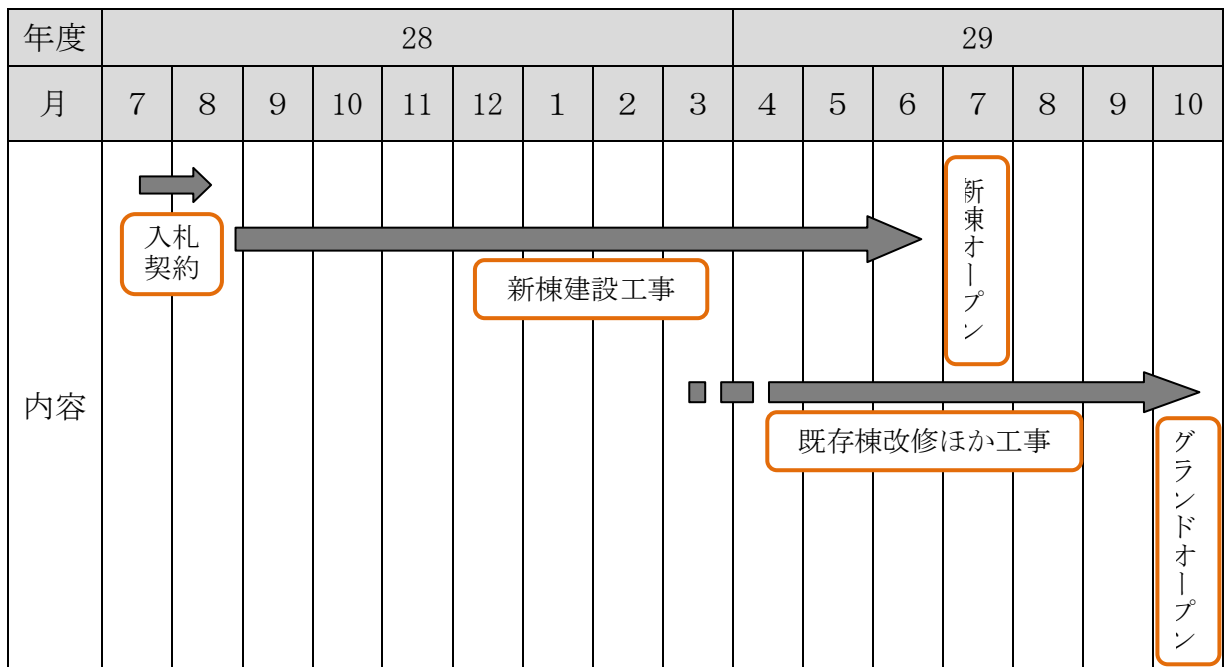 年度 28 29
月 7 8 9 10 11 12 1 2 3 4 5 6 7 8 9 10
内容
入札
契約
新棟建設工事
新棟オープン
既存棟改修ほか工事
グランドオープン